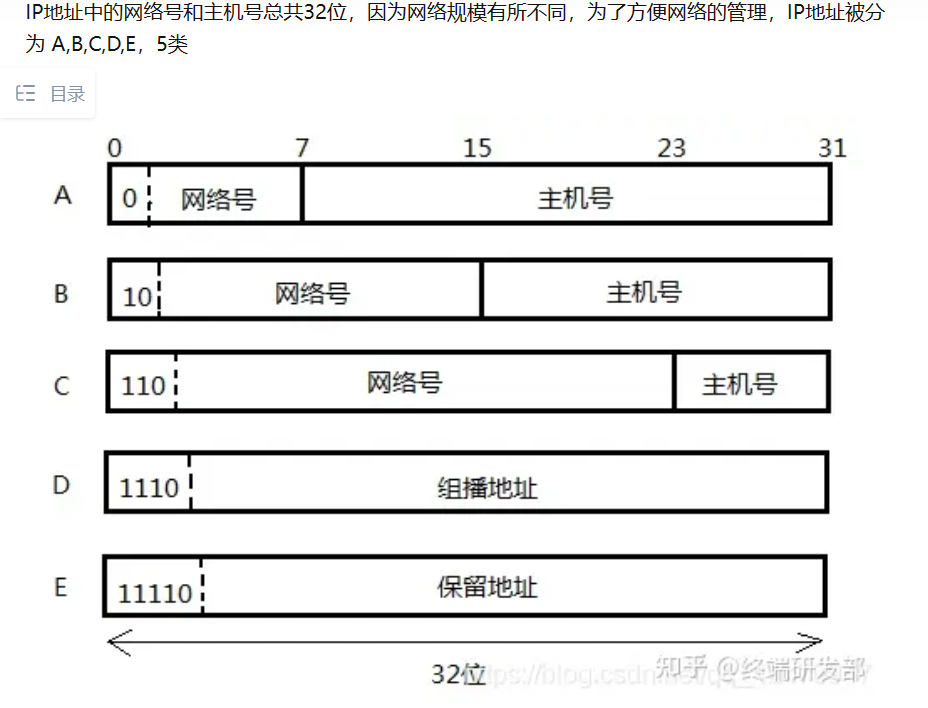 IP地址中的网络号和主机号总共32位，因为网络规模有所不同，为了方便网络的管理，IP地址被分
为 A,B,C,D,E，5类
目录
0 7 15 23 31
A 0 网络号 主机号
B 10 网络号 主机号
C 110 网络号 主机号
D 1110 组播地址
E 11110 保留地址
32位
知乎 @终端研发部